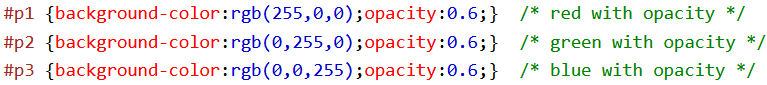 #p1 {background-color:rgb(255,0,0);opacity:0.6;}  /* red with opacity */
#p2 {background-color:rgb(0,255,0);opacity:0.6;}  /* green with opacity */
#p3 {background-color:rgb(0,0,255);opacity:0.6;}  /* blue with opacity */